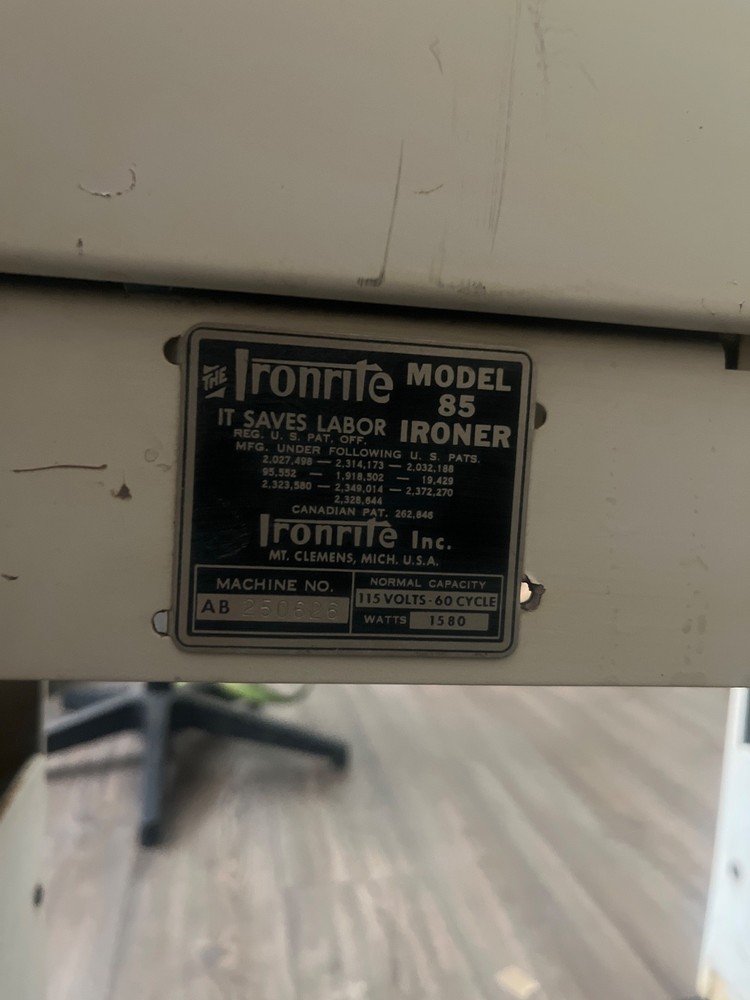 THE Ironrite MODEL
85
IT SAVES LABOR IRONER
REG. U. S. PAT. OFF.
MFG. UNDER FOLLOWING U. S. PATS.
2,027,498 — 2,314,173 — 2,032,188
95,552 — 1,918,502 — 19,429
2,323,580 — 2,349,014 — 2,372,270
2,328,644
CANADIAN PAT. 262,846
Ironrite Inc.
MT. CLEMENS, MICH. U.S.A.
MACHINE NO.
AB
NORMAL CAPACITY
115 VOLTS - 60 CYCLE
WATTS 1580